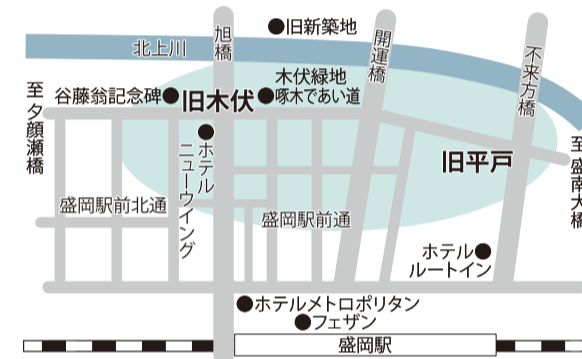 旧新築地
北上川
旭橋
開運橋
不来方橋
至夕顔瀬橋
谷藤翁記念碑
旧木伏
木伏緑地
啄木であい道
ホテル
ニューウイング
旧平戸
至盛南大橋
盛岡駅前北通
盛岡駅前通
ホテル
ルートイン
ホテルメトロポリタン
フェザン
盛岡駅